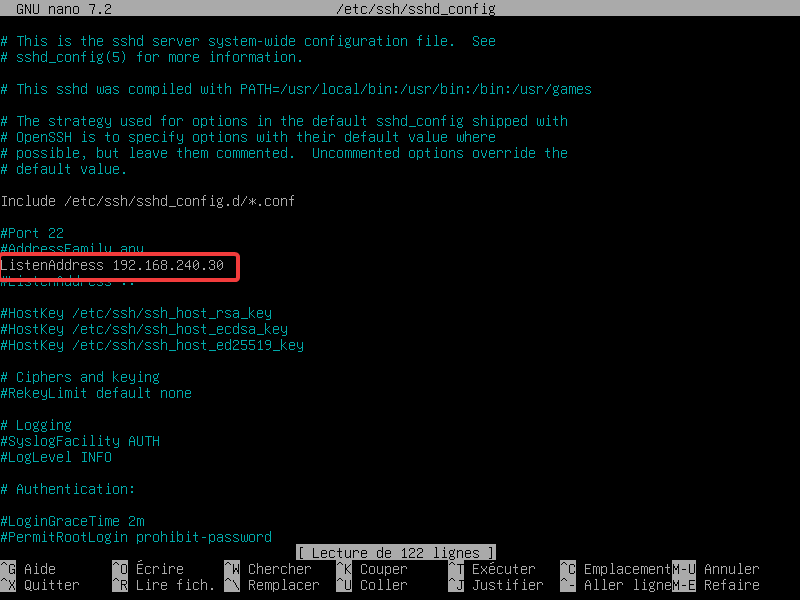 GNU nano 7.2 /etc/ssh/sshd_config
# This is the sshd server system-wide configuration file.  See
# sshd_config(5) for more information.
# This sshd was compiled with PATH=/usr/local/bin:/usr/bin:/bin:/usr/games
# The strategy used for options in the default sshd_config shipped with
# OpenSSH is to specify options with their default value where
# possible, but leave them commented.  Uncommented options override the
# default value.
Include /etc/ssh/sshd_config.d/*.conf
#Port 22
#AddressFamily any
ListenAddress 192.168.240.30
#ListenAddress ::
#HostKey /etc/ssh/ssh_host_rsa_key
#HostKey /etc/ssh/ssh_host_ecdsa_key
#HostKey /etc/ssh/ssh_host_ed25519_key
# Ciphers and keying
#RekeyLimit default none
# Logging
#SyslogFacility AUTH
#LogLevel INFO
# Authentication:
#LoginGraceTime 2m
#PermitRootLogin prohibit-password
[ Lecture de 122 lignes ]
^G Aide ^O Écrire ^W Chercher ^K Couper ^T Exécuter ^C Emplacement M-U Annuler
^X Quitter ^R Lire fich. ^\ Remplacer ^U Coller ^J Justifier ^- Aller ligne M-E Refaire